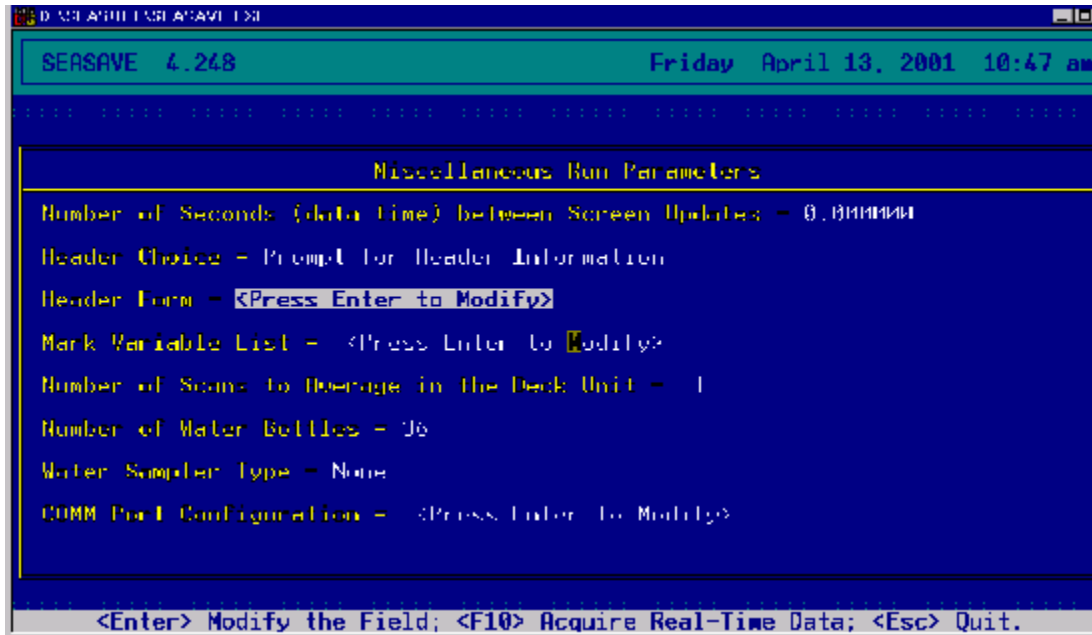 D:\SEASOFT\SEASAVE.EXE
SEASAVE 4.248 Friday April 13, 2001 10:47 am
Miscellaneous Run Parameters
Number of Seconds (data time) between Screen Updates = 0.000000
Header Choice = Prompt for Header Information
Header Form = <Press Enter to Modify>
Mark Variable List = <Press Enter to Modify>
Number of Scans to Average in the Deck Unit = 1
Number of Water Bottles = 36
Water Sampler Type = None
COMM Port Configuration = <Press Enter to Modify>
<Enter> Modify the Field; <F10> Acquire Real-Time Data; <Esc> Quit.